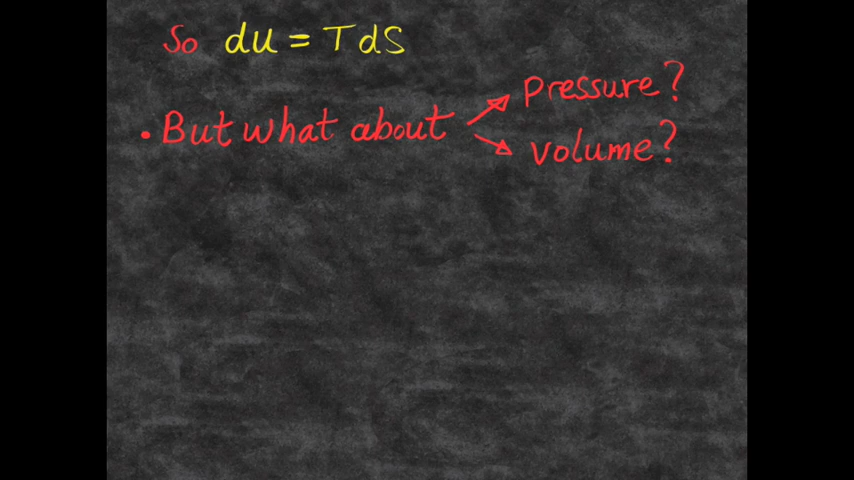 So du = TdS
• But what about
pressure?
volume?